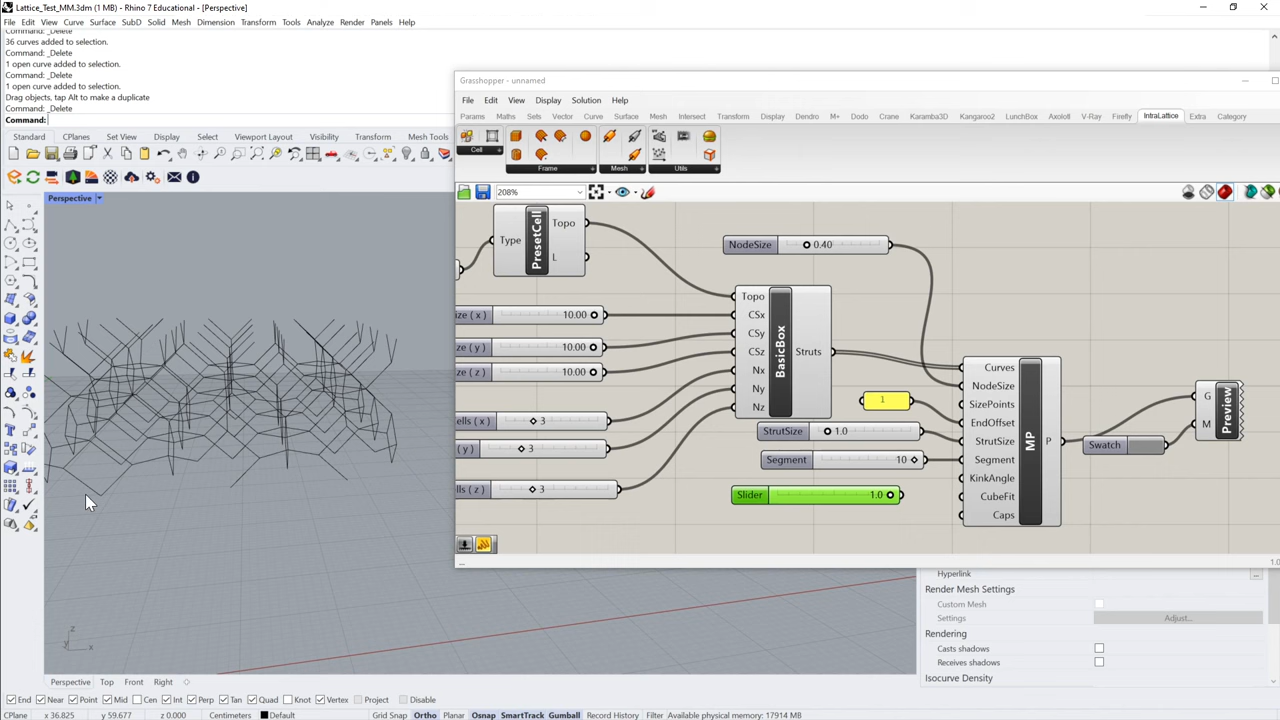 Lattice_Test_MM.3dm (1 MB) - Rhino 7 Educational - [Perspective]
File Edit View Curve Surface SubD Solid Mesh Dimension Transform Tools Analyze Render Panels Help
Command: _Delete
36 curves added to selection.
Command: _Delete
1 open curve added to selection.
Command: _Delete
1 open curve added to selection.
Drag objects, tap Alt to make a duplicate
Command: _Delete
Command:
Standard CPlanes Set View Display Select Viewport Layout Visibility Transform Mesh Tools
Perspective
Grasshopper - unnamed
File Edit View Display Solution Help
Params Maths Sets Vector Curve Surface Mesh Intersect Transform Display Dendro M+ Dodo Crane Karamba3D Kangaroo2 LunchBox Axolotl V-Ray Firefly IntraLattice Extra Category
Cell Frame Mesh Utils
208%
Type
PresetCell
Topo
L
NodeSize 0.40
ize ( x ) 10.00
ize ( y ) 10.00
ize ( z ) 10.00
ells ( x ) 3
( y ) 3
lls ( z ) 3
Topo
CSx
CSy
CSz
Nx
Ny
Nz
BasicBox
Struts
1
StrutSize 1.0
Segment 10
Slider 1.0
Curves
NodeSize
SizePoints
EndOffset
StrutSize
Segment
KinkAngle
CubeFit
Caps
MP
P
Swatch
G
M
Preview
...
1.0
Hyperlink
...
Render Mesh Settings
Custom Mesh
Settings Adjust...
Rendering
Casts shadows
Receives shadows
Isocurve Density
z
y x
Perspective Top Front Right
End Near Point Mid Cen Int Perp Tan Quad Knot Vertex Project Disable
CPlane x 36.825 y 59.677 z 0.000 Centimeters Default Grid Snap Ortho Planar Osnap SmartTrack Gumball Record History Filter Available physical memory: 17914 MB